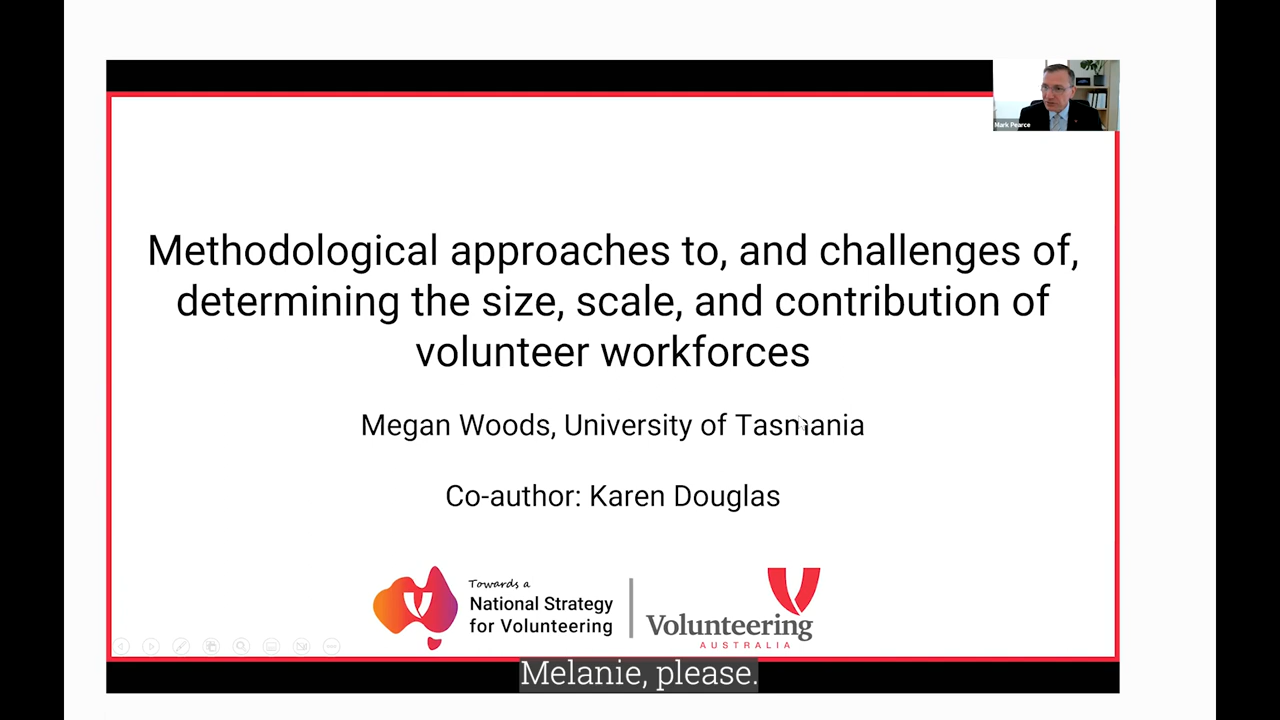 Mark Pearce
Methodological approaches to, and challenges of,
determining the size, scale, and contribution of
volunteer workforces
Megan Woods, University of Tasmania
Co-author: Karen Douglas
Towards a
National Strategy
for Volunteering
Volunteering
AUSTRALIA
Melanie, please.